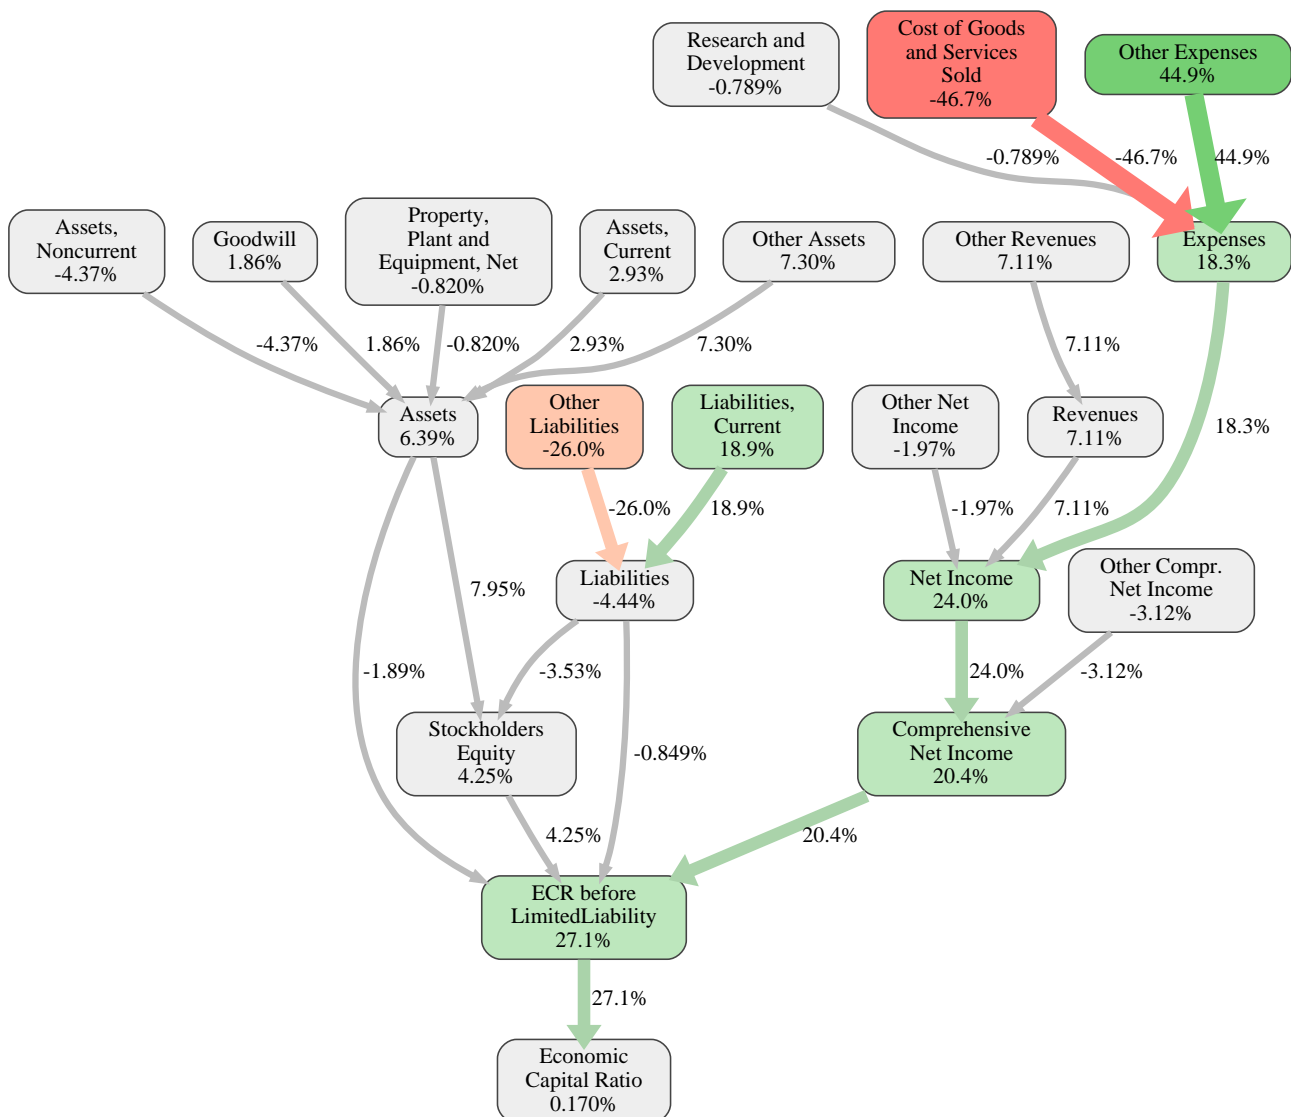 Research and
Development
-0.789%
Cost of Goods
and Services
Sold
-46.7%
Other Expenses
44.9%
-0.789%
-46.7%
44.9%
Assets,
Noncurrent
-4.37%
Goodwill
1.86%
Property,
Plant and
Equipment, Net
-0.820%
Assets,
Current
2.93%
Other Assets
7.30%
Other Revenues
7.11%
Expenses
18.3%
-4.37%
1.86%
-0.820%
2.93%
7.30%
7.11%
Assets
6.39%
Other
Liabilities
-26.0%
Liabilities,
Current
18.9%
Other Net
Income
-1.97%
Revenues
7.11%
18.3%
-26.0%
18.9%
-1.97%
7.11%
7.95%
Liabilities
-4.44%
Net Income
24.0%
Other Compr.
Net Income
-3.12%
-1.89%
-3.53%
24.0%
-3.12%
Stockholders
Equity
4.25%
-0.849%
Comprehensive
Net Income
20.4%
4.25%
20.4%
ECR before
LimitedLiability
27.1%
27.1%
Economic
Capital Ratio
0.170%